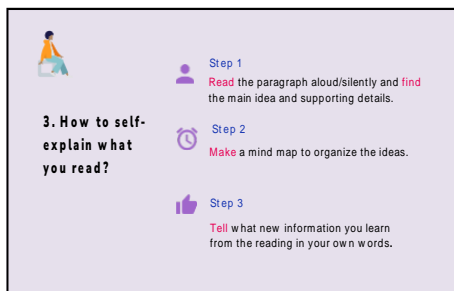 3. How to self-
explain what
you read?
Step 1
Read the paragraph aloud/silently and find
the main idea and supporting details.
Step 2
Make a mind map to organize the ideas.
Step 3
Tell what new information you learn
from the reading in your own words.